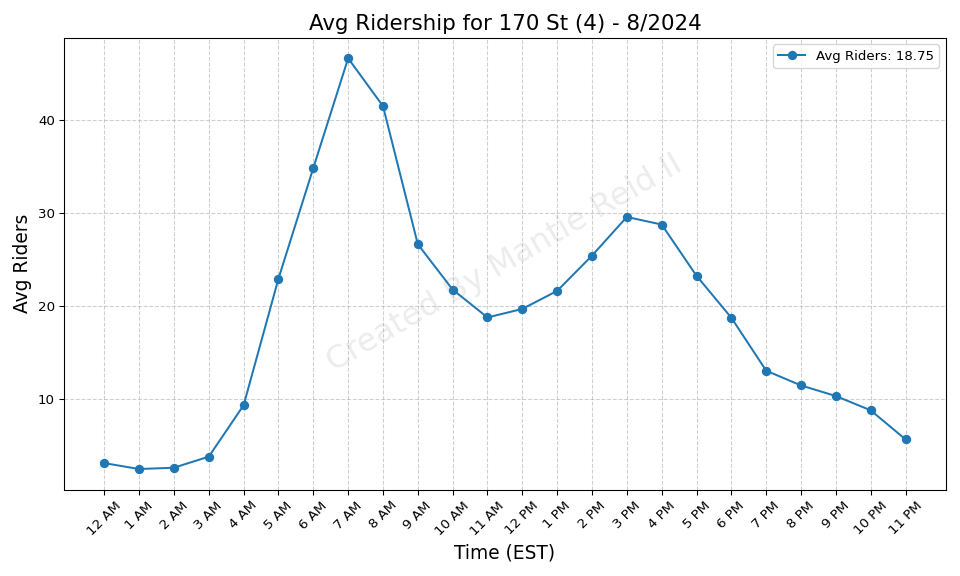 Avg Ridership for 170 St (4) - 8/2024
Avg Riders: 18.75
40
30
20
10
Avg Riders
Created By Mantie Reid II
12 AM
1 AM
2 AM
3 AM
4 AM
5 AM
6 AM
7 AM
8 AM
9 AM
10 AM
11 AM
12 PM
1 PM
2 PM
3 PM
4 PM
5 PM
6 PM
7 PM
8 PM
9 PM
10 PM
11 PM
Time (EST)